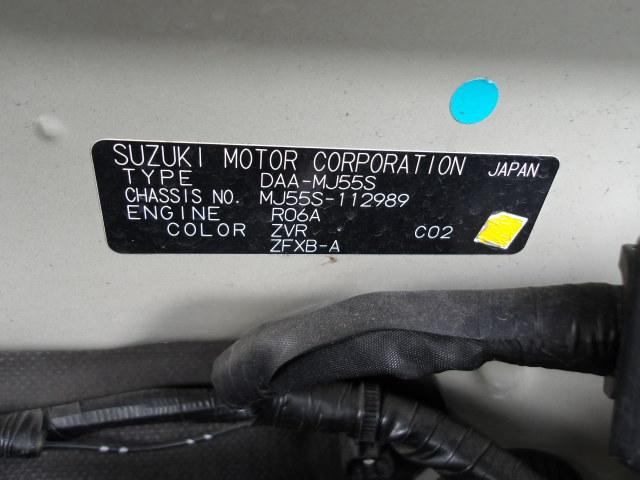 SUZUKI MOTOR CORPORATION JAPAN
TYPE DAA-MJ55S
CHASSIS NO. MJ55S-112989
ENGINE R06A
COLOR ZVR C02
ZFXB-A